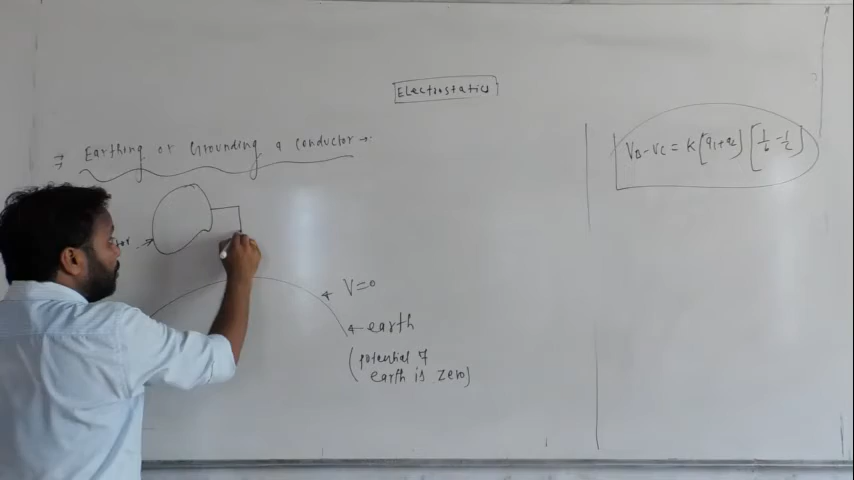 Electrostatics
⇒ Earthing or Grounding a conductor →
V=0
← earth
(potential of
earth is zero)
VB-VC = K[q1+q2] [1/b - 1/c]